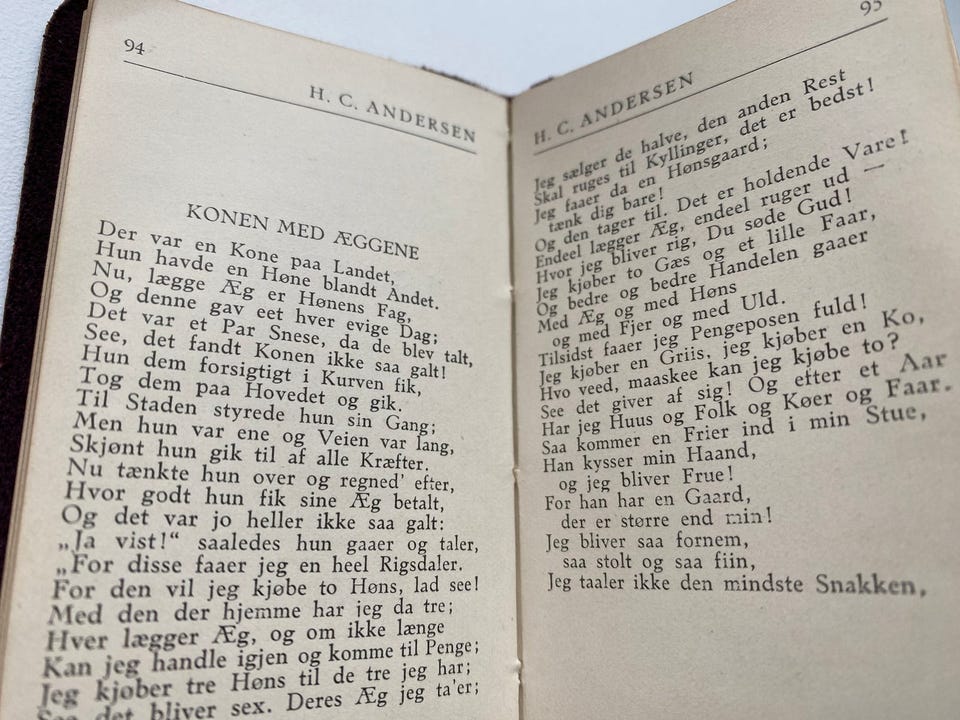 94
H. C. ANDERSEN
KONEN MED ÆGGENE
Der var en Kone paa Landet,
Hun havde en Høne blandt Andet.
Nu, lægge Æg er Hønens Fag,
Og denne gav eet hver evige Dag;
Det var et Par Snese, da de blev talt,
See, det fandt Konen ikke saa galt!
Hun dem forsigtigt i Kurven fik,
Tog dem paa Hovedet og gik.
Til Staden styrede hun sin Gang;
Men hun var ene og Veien var lang,
Skjønt hun gik til af alle Kræfter.
Nu tænkte hun over og regned' efter,
Hvor godt hun fik sine Æg betalt,
Og det var jo heller ikke saa galt:
„Ja vist!“ saaledes hun gaaer og taler,
„For disse faaer jeg en heel Rigsdaler.
For den vil jeg kjøbe to Høns, lad see!
Med den der hjemme har jeg da tre;
Hver lægger Æg, og om ikke længe
Kan jeg handle igjen og komme til Penge;
Jeg kjøber tre Høns til de tre jeg har;
See det bliver sex. Deres Æg jeg ta'er;
95
H. C. ANDERSEN
Jeg sælger de halve, den anden Rest
Skal ruges til Kyllinger, det er bedst!
Jeg faaer da en Hønsgaard;
tænk dig bare!
Og den tager til. Det er holdende Vare!
Endeel lægger Æg, endeel ruger ud —
Hvor jeg bliver rig, Du søde Gud!
Jeg kjøber to Gæs og et lille Faar,
Og bedre og bedre Handelen gaaer
Med Æg og med Høns
og med Fjer og med Uld.
Tilsidst faaer jeg Pengeposen fuld!
Jeg kjøber en Griis, jeg kjøber en Ko,
Hvo veed, maaskee kan jeg kjøbe to?
See det giver af sig! Og efter et Aar
Har jeg Huus og Folk og Køer og Faar.
Saa kommer en Frier ind i min Stue,
Han kysser min Haand,
og jeg bliver Frue!
For han har en Gaard,
der er større end min!
Jeg bliver saa fornem,
saa stolt og saa fiin,
Jeg taaler ikke den mindste Snakken,